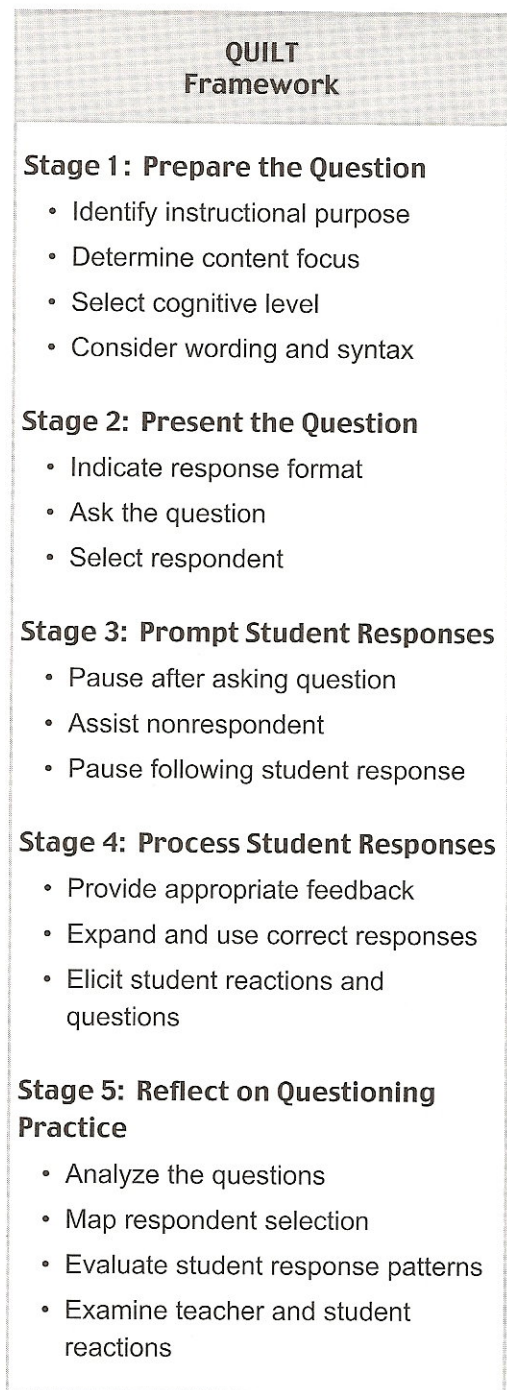 QUILT
Framework
Stage 1: Prepare the Question
• Identify instructional purpose
• Determine content focus
• Select cognitive level
• Consider wording and syntax
Stage 2: Present the Question
• Indicate response format
• Ask the question
• Select respondent
Stage 3: Prompt Student Responses
• Pause after asking question
• Assist nonrespondent
• Pause following student response
Stage 4: Process Student Responses
• Provide appropriate feedback
• Expand and use correct responses
• Elicit student reactions and
questions
Stage 5: Reflect on Questioning
Practice
• Analyze the questions
• Map respondent selection
• Evaluate student response patterns
• Examine teacher and student
reactions